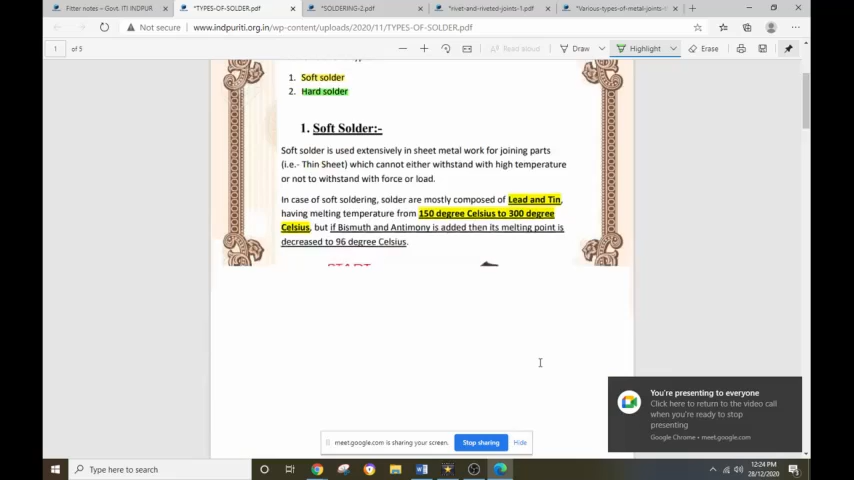 Fitter notes – Govt. ITI INDPUR
*TYPES-OF-SOLDER.pdf
*SOLDERING-2.pdf
*rivet-and-riveted-joints-1.pdf
*Various-types-of-metal-joints-
Not secure
www.indpuriti.org.in/wp-content/uploads/2020/11/TYPES-OF-SOLDER.pdf
1 of 5
Read aloud
Draw
Highlight
Erase
1. Soft solder
2. Hard solder
1. Soft Solder:-
Soft solder is used extensively in sheet metal work for joining parts
(i.e.- Thin Sheet) which cannot either withstand with high temperature
or not to withstand with force or load.
In case of soft soldering, solder are mostly composed of Lead and Tin,
having melting temperature from 150 degree Celsius to 300 degree
Celsius, but if Bismuth and Antimony is added then its melting point is
decreased to 96 degree Celsius.
START
You're presenting to everyone
Click here to return to the video call
when you're ready to stop
presenting
Google Chrome • meet.google.com
meet.google.com is sharing your screen.
Stop sharing
Hide
Type here to search
12:24 PM
28/12/2020